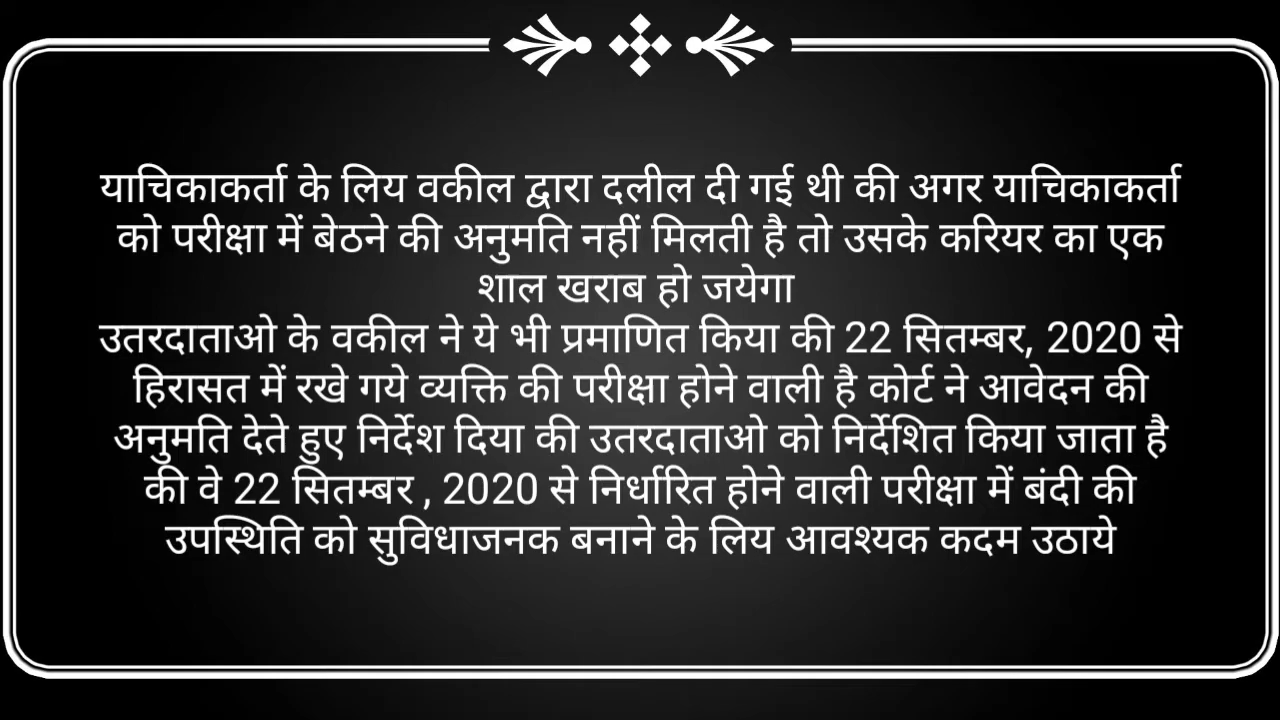 याचिकाकर्ता के लिय वकील द्वारा दलील दी गई थी की अगर याचिकाकर्ता
को परीक्षा में बेठने की अनुमति नहीं मिलती है तो उसके करियर का एक
शाल खराब हो जयेगा
उतरदाताओ के वकील ने ये भी प्रमाणित किया की 22 सितम्बर, 2020 से
हिरासत में रखे गये व्यक्ति की परीक्षा होने वाली है कोर्ट ने आवेदन की
अनुमति देते हुए निर्देश दिया की उतरदाताओ को निर्देशित किया जाता है
की वे 22 सितम्बर , 2020 से निर्धारित होने वाली परीक्षा में बंदी की
उपस्थिति को सुविधाजनक बनाने के लिय आवश्यक कदम उठाये